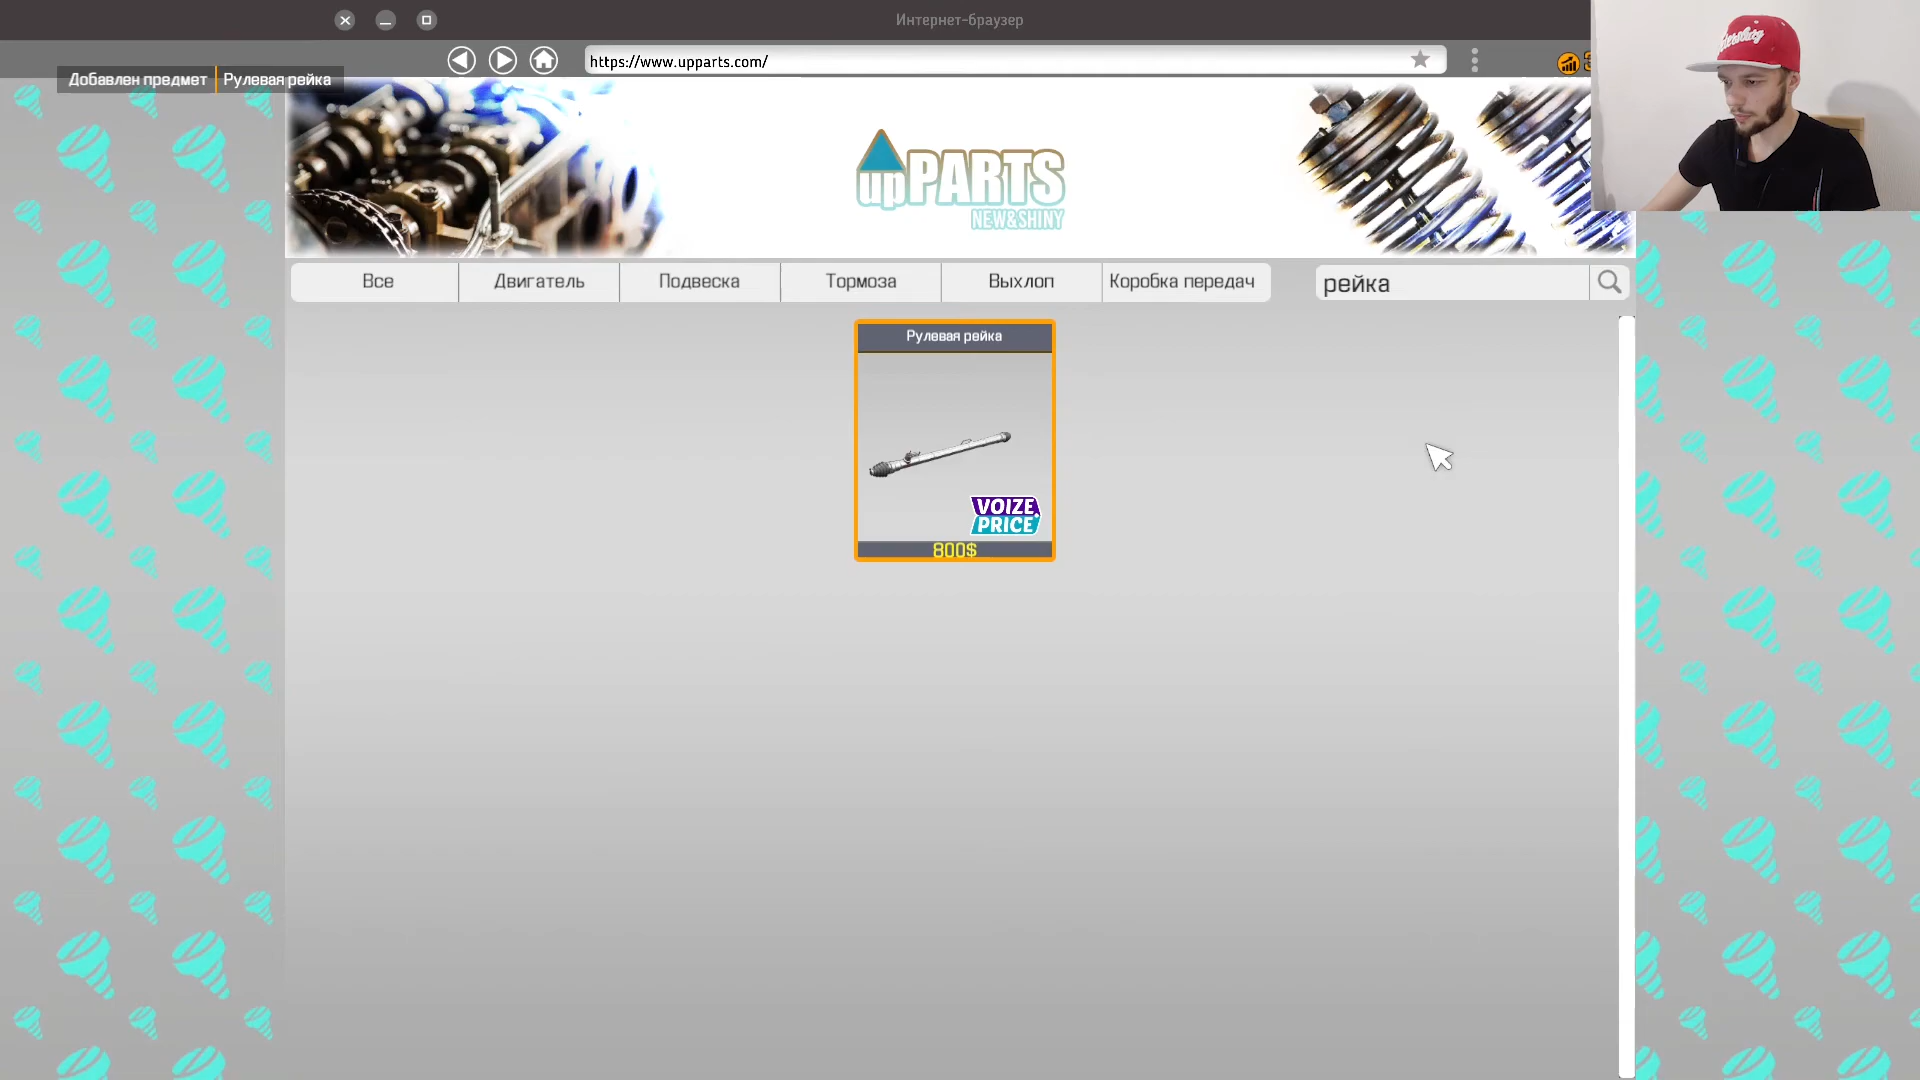 Интернет-браузер
https://www.upparts.com/
Добавлен предмет Рулевая рейка
upPARTS
NEW&SHINY
Все Двигатель Подвеска Тормоза Выхлоп Коробка передач рейка
Рулевая рейка
VOIZE
PRICE
800$